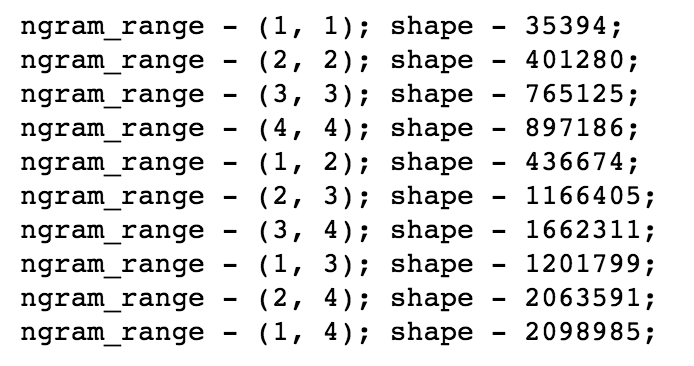 ngram_range - (1, 1); shape - 35394;
ngram_range - (2, 2); shape - 401280;
ngram_range - (3, 3); shape - 765125;
ngram_range - (4, 4); shape - 897186;
ngram_range - (1, 2); shape - 436674;
ngram_range - (2, 3); shape - 1166405;
ngram_range - (3, 4); shape - 1662311;
ngram_range - (1, 3); shape - 1201799;
ngram_range - (2, 4); shape - 2063591;
ngram_range - (1, 4); shape - 2098985;